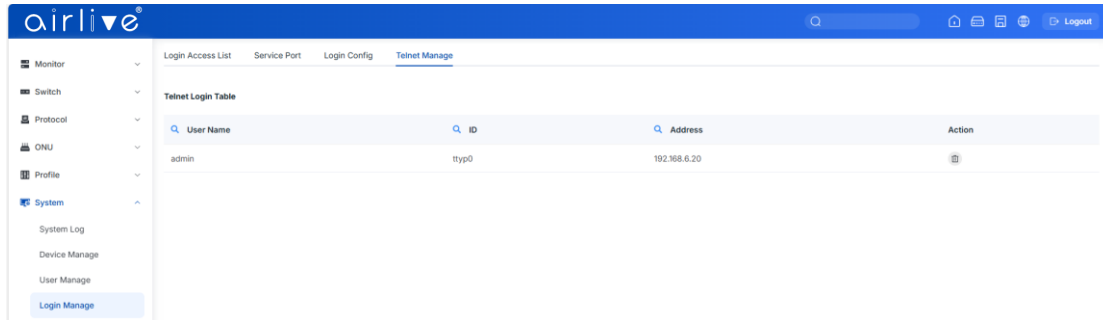 airlive®
Logout
Monitor
Switch
Protocol
ONU
Profile
System
System Log
Device Manage
User Manage
Login Manage
Login Access List Service Port Login Config Telnet Manage
Telnet Login Table
User Name ID Address Action
admin ttyp0 192.168.6.20